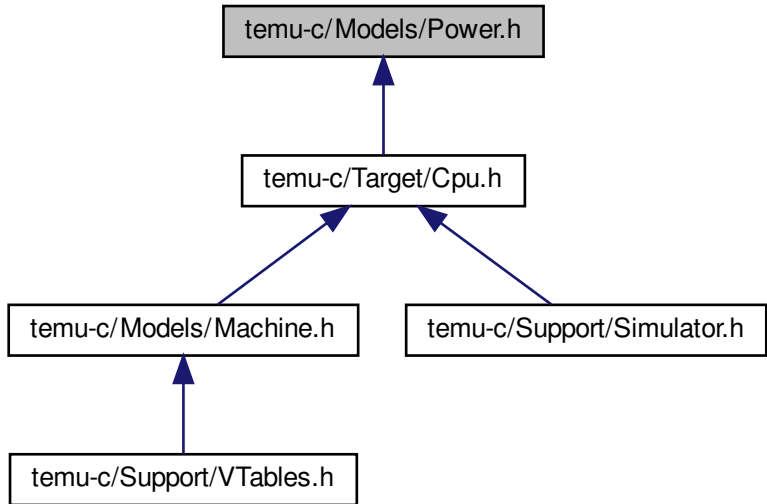 temu-c/Models/Power.h
temu-c/Target/Cpu.h
temu-c/Models/Machine.h
temu-c/Support/Simulator.h
temu-c/Support/VTables.h